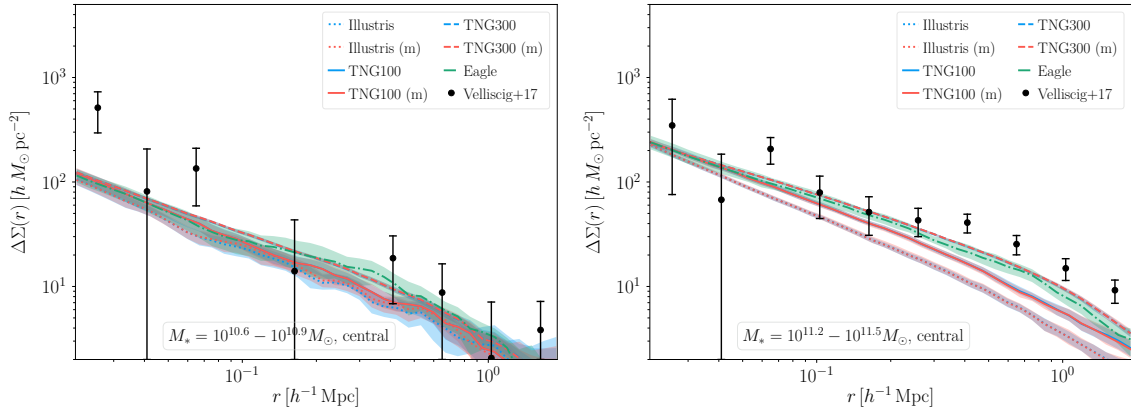 Illustris
Illustris (m)
TNG100
TNG100 (m)
TNG300
TNG300 (m)
Eagle
Velliscig+17
10³
10²
10¹
ΔΣ(r) [h M⊙ pc⁻²]
M* = 10^10.6 − 10^10.9 M⊙, central
10⁻¹
10⁰
r [h⁻¹ Mpc]
Illustris
Illustris (m)
TNG100
TNG100 (m)
TNG300
TNG300 (m)
Eagle
Velliscig+17
10³
10²
10¹
ΔΣ(r) [h M⊙ pc⁻²]
M* = 10^11.2 − 10^11.5 M⊙, central
10⁻¹
10⁰
r [h⁻¹ Mpc]